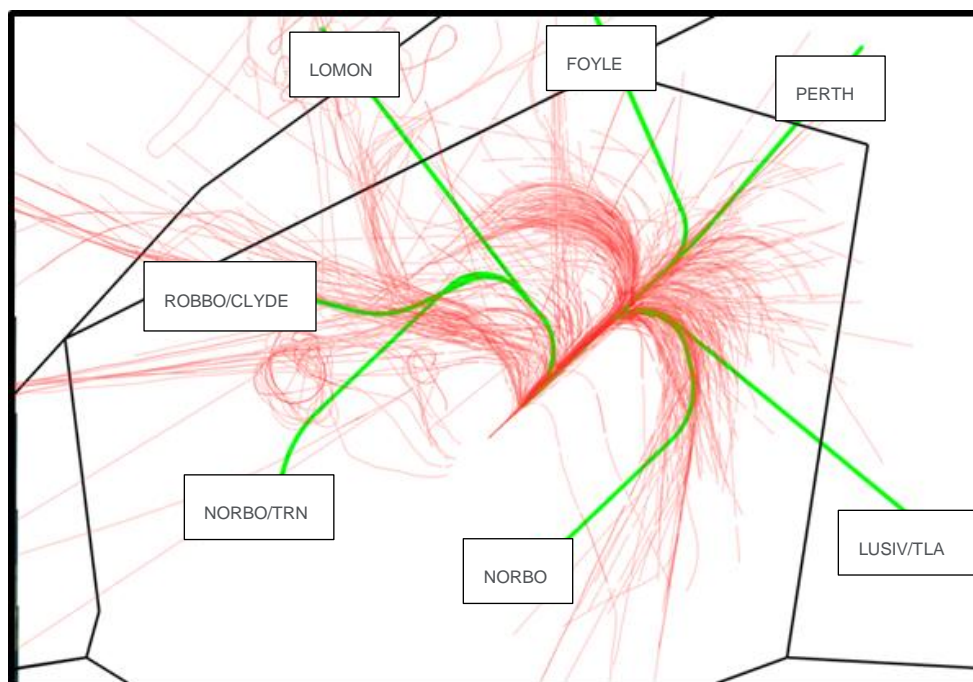 LOMON
FOYLE
PERTH
ROBBO/CLYDE
NORBO/TRN
NORBO
LUSIV/TLA